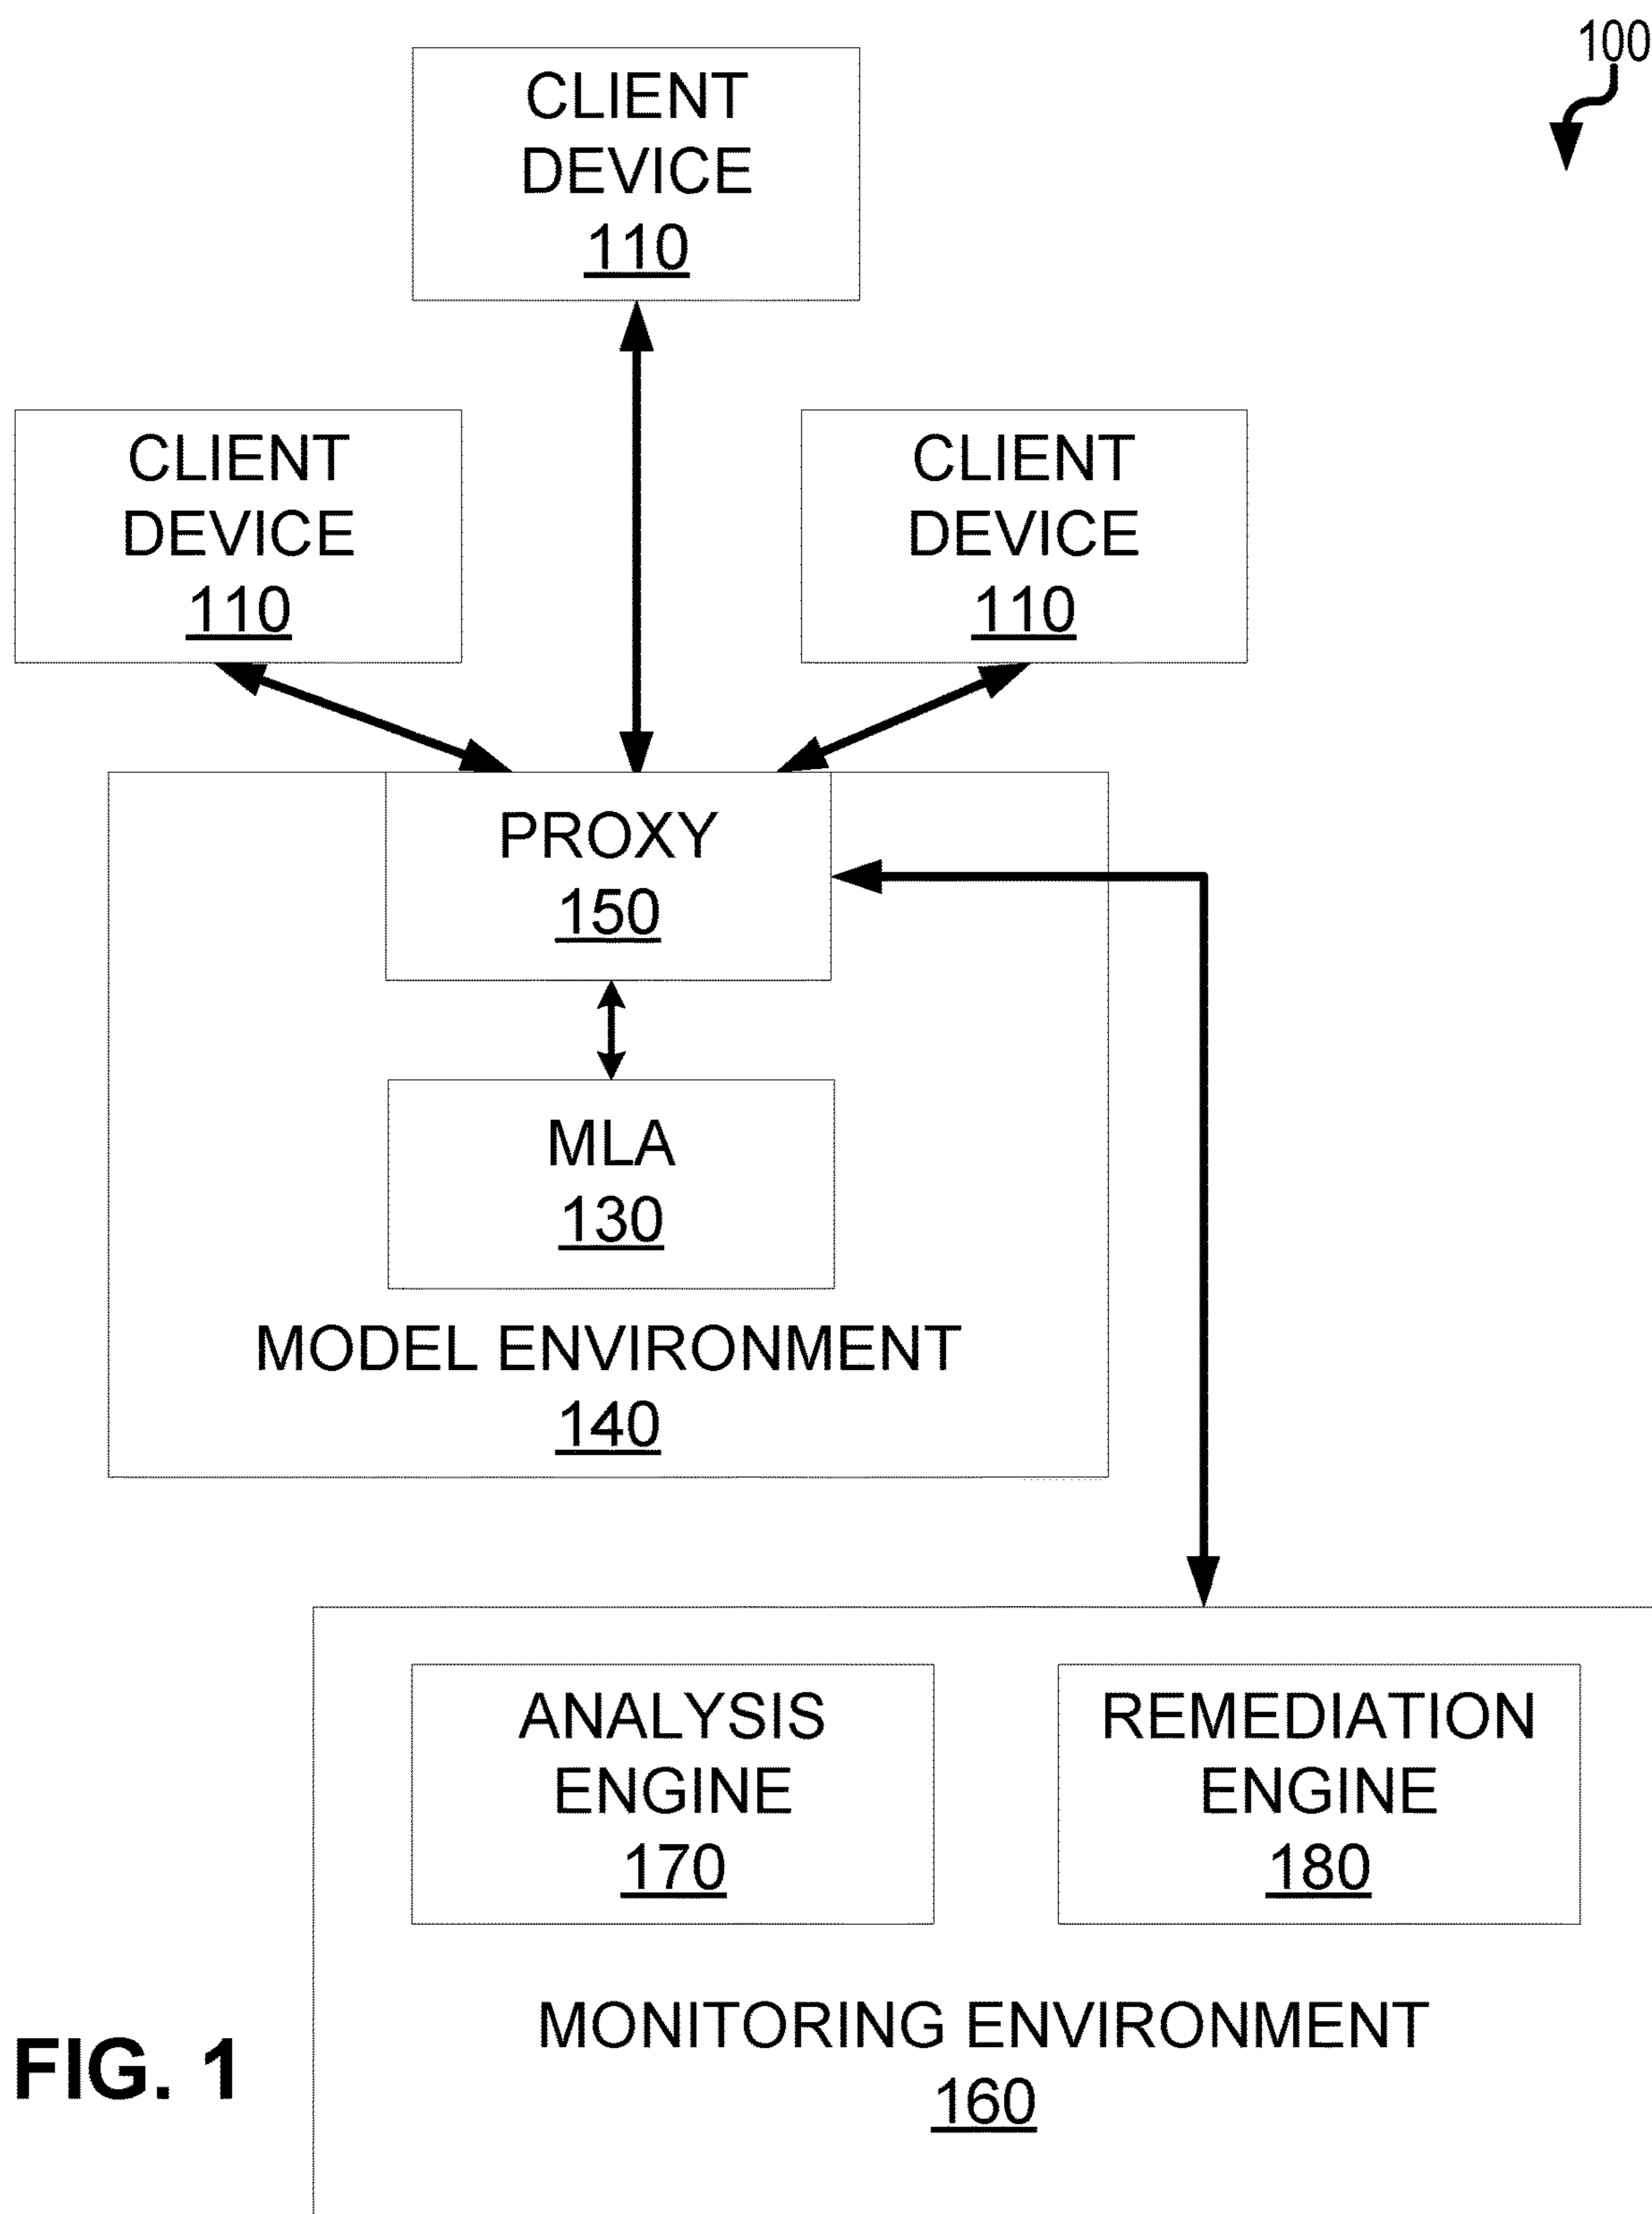 100
CLIENT
DEVICE
110
CLIENT
DEVICE
110
CLIENT
DEVICE
110
PROXY
150
MLA
130
MODEL ENVIRONMENT
140
ANALYSIS
ENGINE
170
REMEDIATION
ENGINE
180
MONITORING ENVIRONMENT
160
FIG. 1